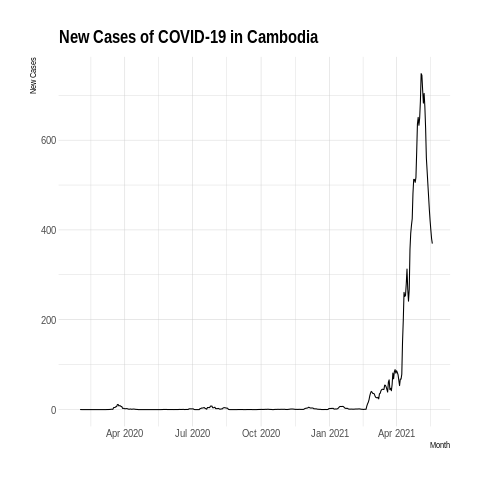 New Cases of COVID-19 in Cambodia
New Cases
600
400
200
0
Apr 2020
Jul 2020
Oct 2020
Jan 2021
Apr 2021
Month